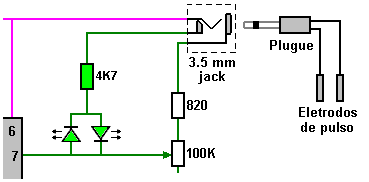 4K7
3.5 mm
jack
Plugue
820
Eletrodos
de pulso
6
7
100K